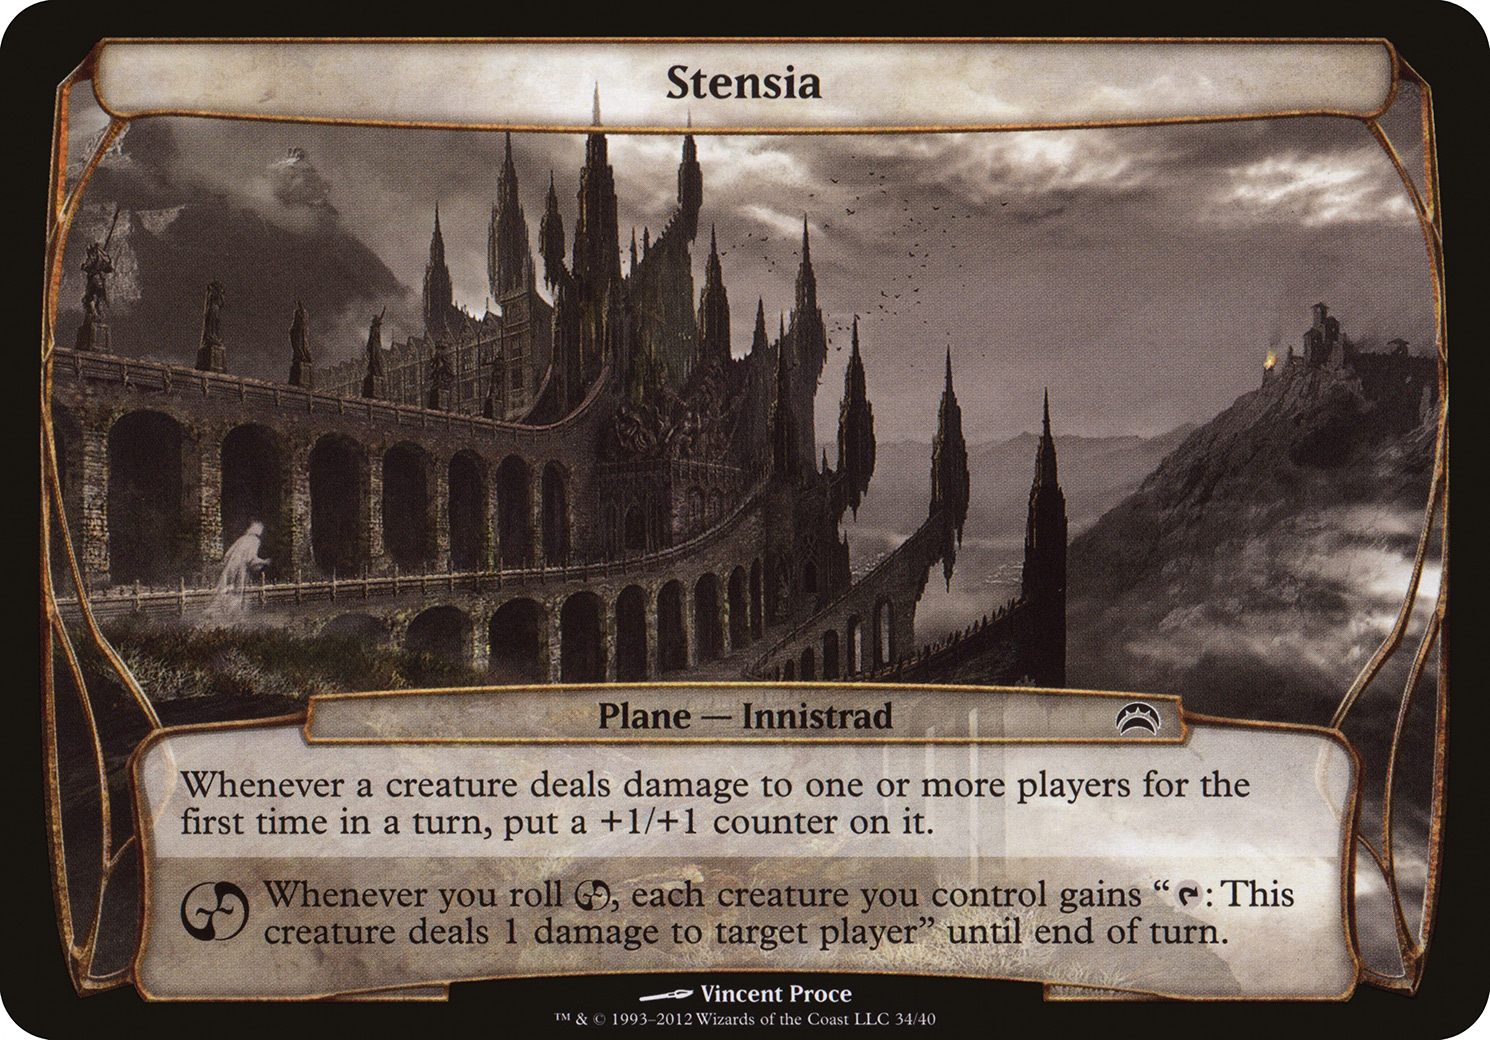 Stensia
Plane — Innistrad
Whenever a creature deals damage to one or more players for the
first time in a turn, put a +1/+1 counter on it.
Whenever you roll , each creature you control gains “ : This
creature deals 1 damage to target player” until end of turn.
Vincent Proce
™ & © 1993–2012 Wizards of the Coast LLC 34/40